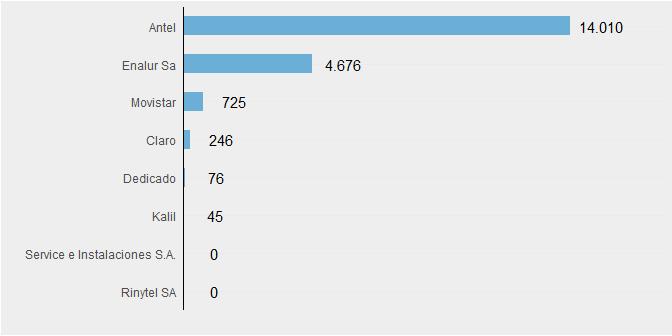 Antel 14.010
Enalur Sa 4.676
Movistar 725
Claro 246
Dedicado 76
Kalil 45
Service e Instalaciones S.A. 0
Rinytel SA 0